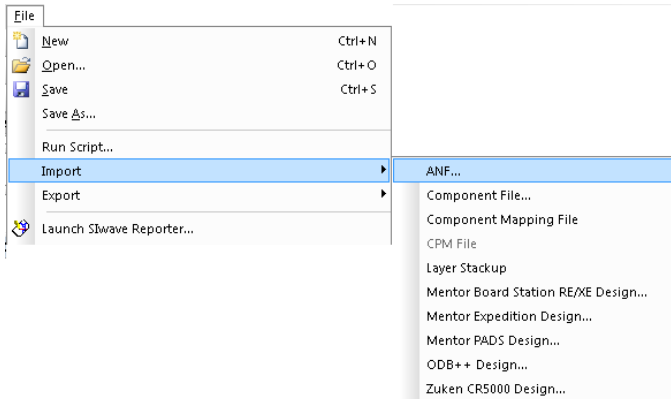 File
New Ctrl+N
Open... Ctrl+O
Save Ctrl+S
Save As...
Run Script...
Import
Export
Launch SIwave Reporter...
ANF...
Component File...
Component Mapping File
CPM File
Layer Stackup
Mentor Board Station RE/XE Design...
Mentor Expedition Design...
Mentor PADS Design...
ODB++ Design...
Zuken CR5000 Design...